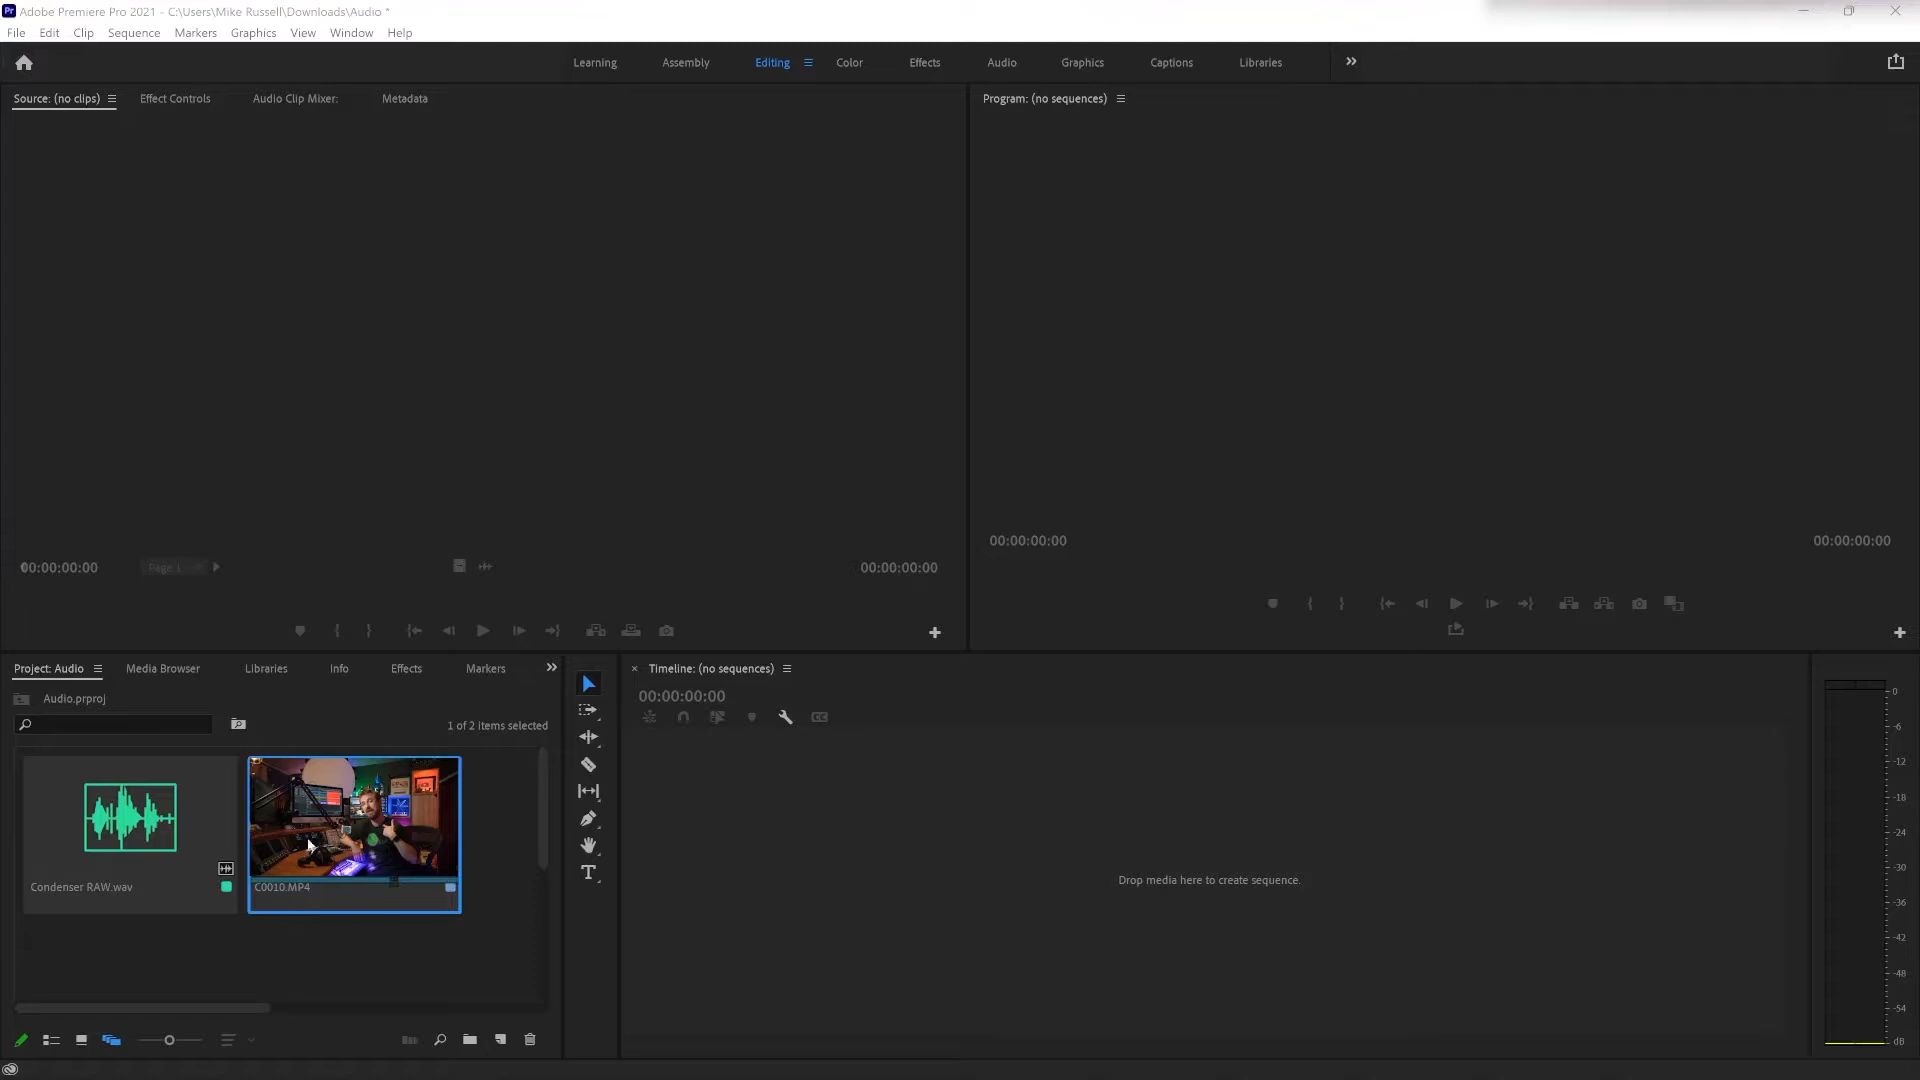 Pr Adobe Premiere Pro 2021 - C:\Users\Mike Russell\Downloads\Audio *
File Edit Clip Sequence Markers Graphics View Window Help
Learning Assembly Editing Color Effects Audio Graphics Captions Libraries
Source: (no clips) Effect Controls Audio Clip Mixer: Metadata
Program: (no sequences)
00:00:00:00 00:00:00:00
00:00:00:00 Page 1 00:00:00:00
Project: Audio Media Browser Libraries Info Effects Markers
Timeline: (no sequences)
Audio.prproj
00:00:00:00
1 of 2 items selected
CC
Condenser RAW.wav
C0010.MP4
T
Drop media here to create sequence.
0
-6
-12
-18
-24
-30
-36
-42
-48
-54
dB